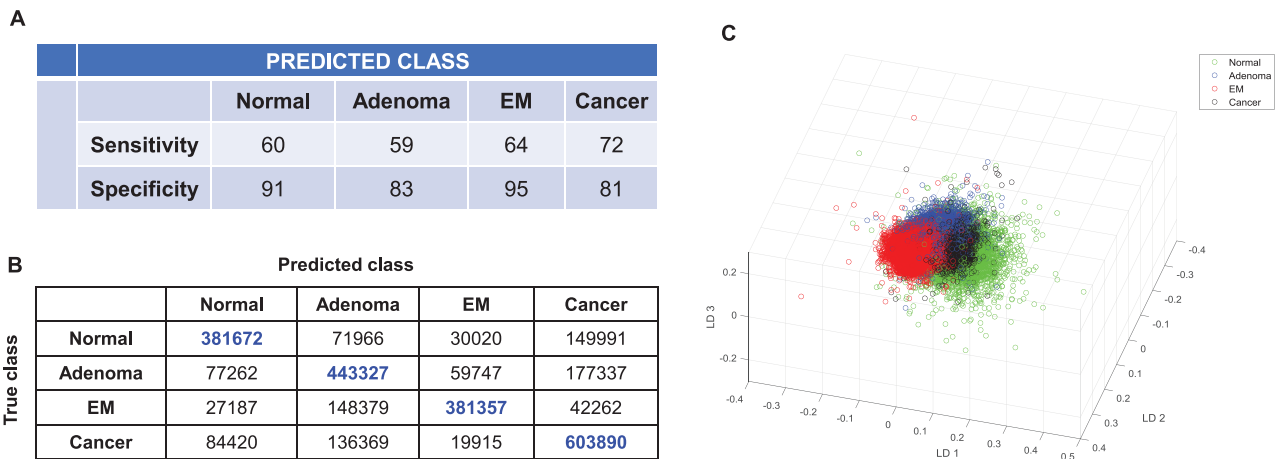 A
PREDICTED CLASS
Normal Adenoma EM Cancer
Sensitivity 60 59 64 72
Specificity 91 83 95 81
B
Predicted class
True class
Normal Adenoma EM Cancer
Normal 381672 71966 30020 149991
Adenoma 77262 443327 59747 177337
EM 27187 148379 381357 42262
Cancer 84420 136369 19915 603890
C
Normal
Adenoma
EM
Cancer
LD 3
0.2
0
-0.2
-0.4 -0.3 -0.2 -0.1 0 0.1 0.2 0.3 0.4 0.5
LD 1
-0.4
-0.3
-0.2
-0.1
0
0.1
0.2
0.3
0.4
LD 2